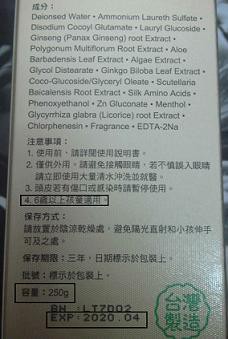 成分：
Deionsed Water・Ammonium Laureth Sulfate・
Disodium Cocoyl Glutamate・Lauryl Glucoside・
Ginseng (Panax Ginseng) root Extract・
Polygonum Multiflorum Root Extract・Aloe
Barbadensis Leaf Extract・Algae Extract・
Glycol Distearate・Ginkgo Biloba Leaf Extract・
Coco-Glucoside/Glyceryl Oleate・Scutellaria
Baicalensis Root Extract・Silk Amino Acids・
Phenoxyethanol・Zn Gluconate・Menthol・
Glycyrrhiza glabra (Licorice) root Extract・
Chlorphenesin・Fragrance・EDTA-2Na
注意事項：
1. 使用前，請詳閱使用說明書。
2. 僅供外用。請避免接觸眼睛，若不慎誤入眼睛
請立即使用大量清水沖洗並就醫。
3. 頭皮若有傷口或感染時請暫停使用。
4. 6歲以上孩童適用。
保存方式：
請放置於陰涼乾燥處，避免陽光直射和小孩伸手
可及之處。
保存期限：三年，日期標示於包裝上。
批號：標示於包裝上。
容量：250g
BN :LT7D02
EXP:2020.04
台灣
製造